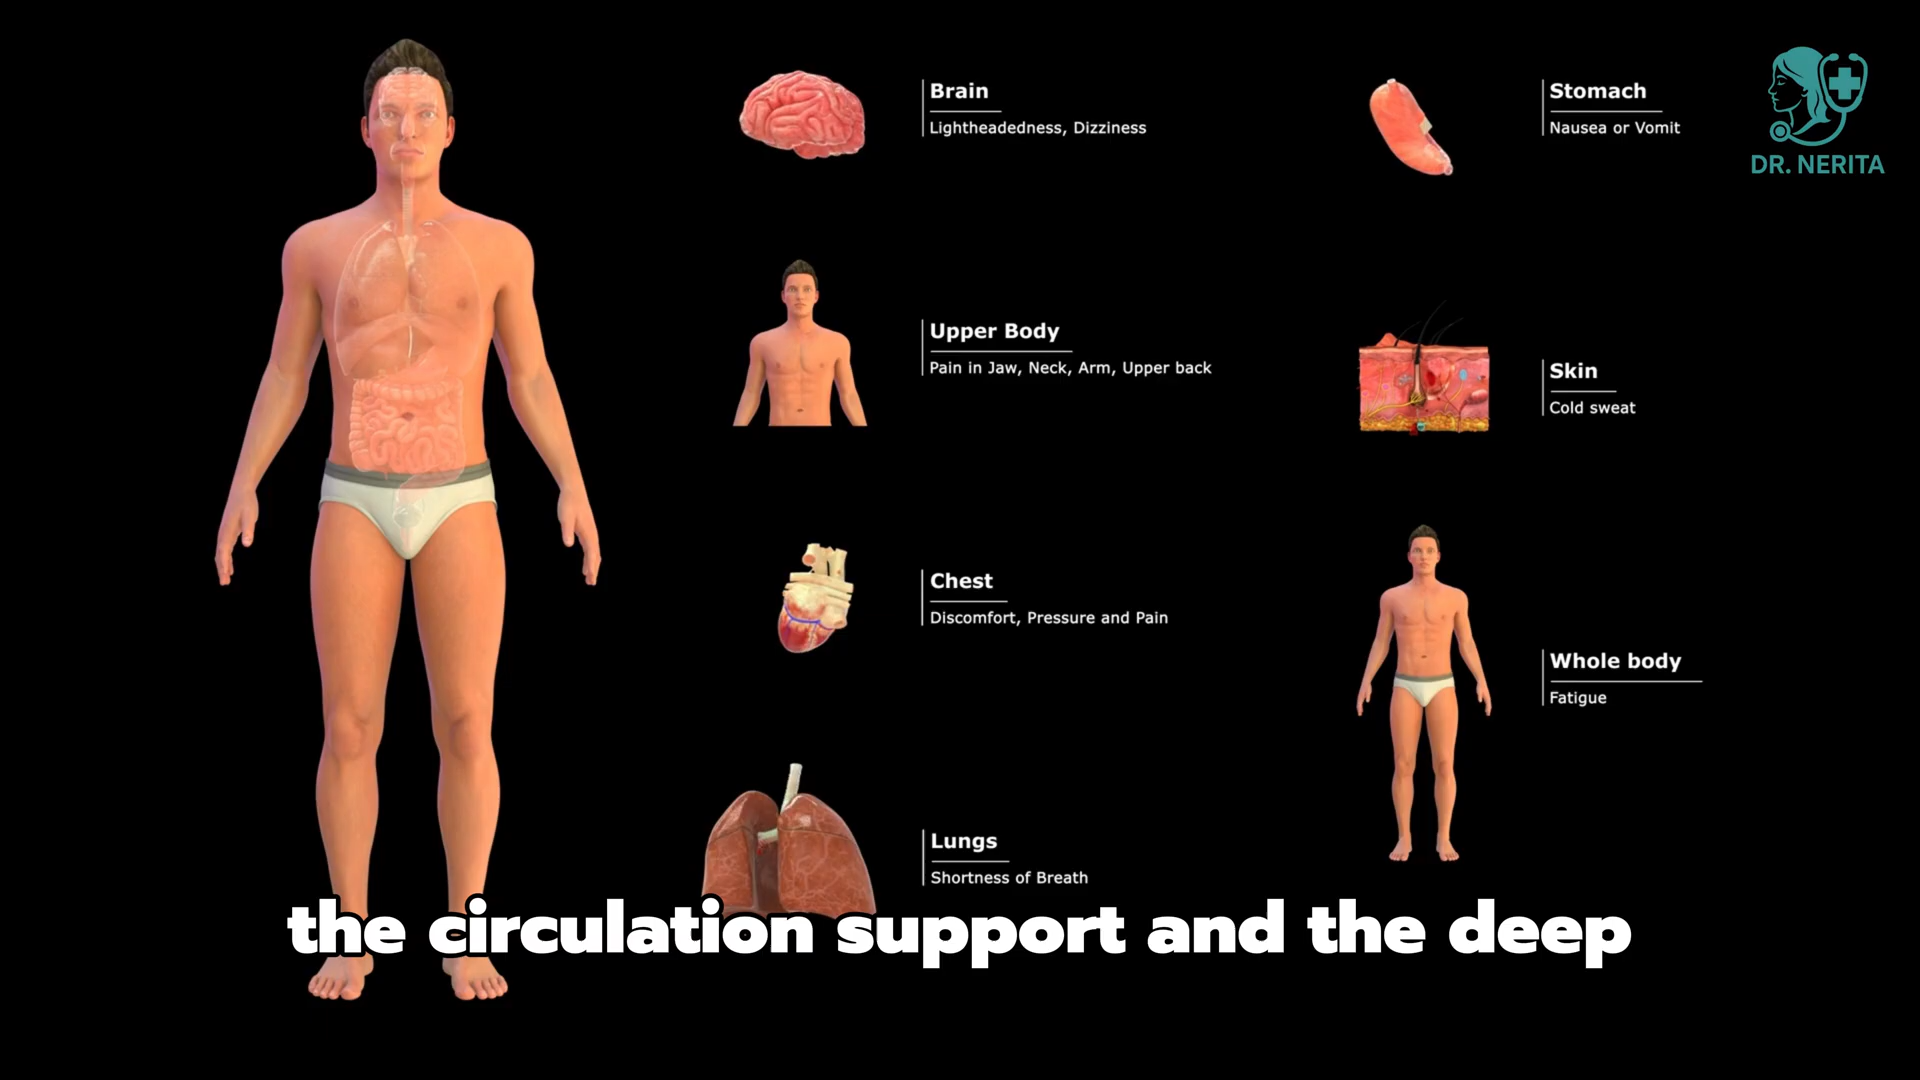 Brain
Lightheadedness, Dizziness
Upper Body
Pain in Jaw, Neck, Arm, Upper back
Chest
Discomfort, Pressure and Pain
Lungs
Shortness of Breath
Stomach
Nausea or Vomit
Skin
Cold sweat
Whole body
Fatigue
DR. NERITA
the circulation support and the deep